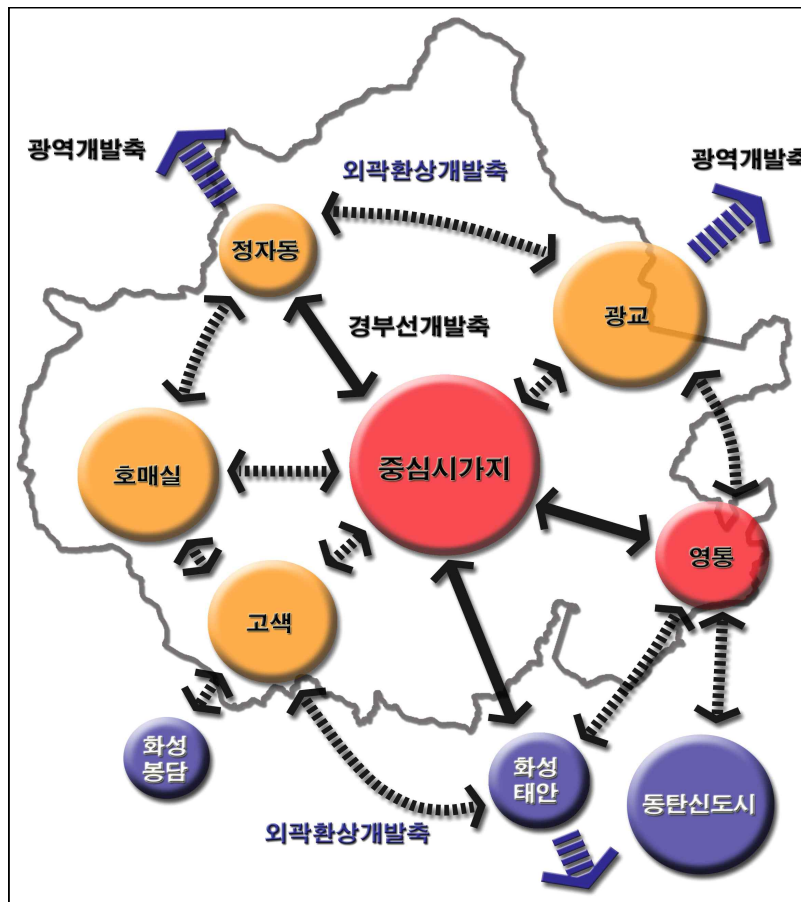 광역개발축
외곽환상개발축
광역개발축
정자동
광교
경부선개발축
중심시가지
호매실
영통
고색
화성
봉담
화성
태안
동탄신도시
외곽환상개발축